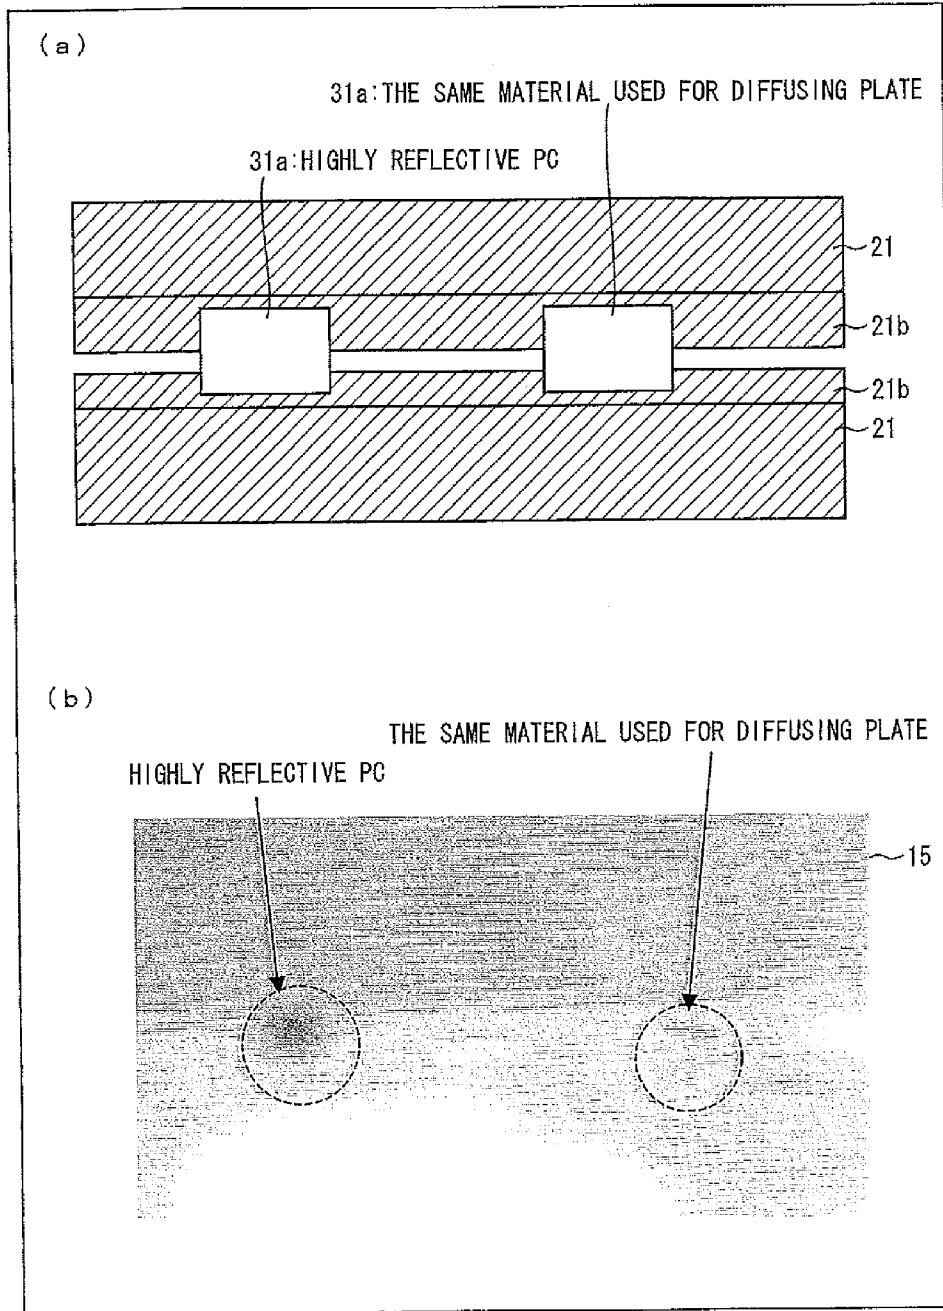 (a)
31a:THE SAME MATERIAL USED FOR DIFFUSING PLATE
31a:HIGHLY REFLECTIVE PC
21
21b
21b
21
(b)
THE SAME MATERIAL USED FOR DIFFUSING PLATE
HIGHLY REFLECTIVE PC
15